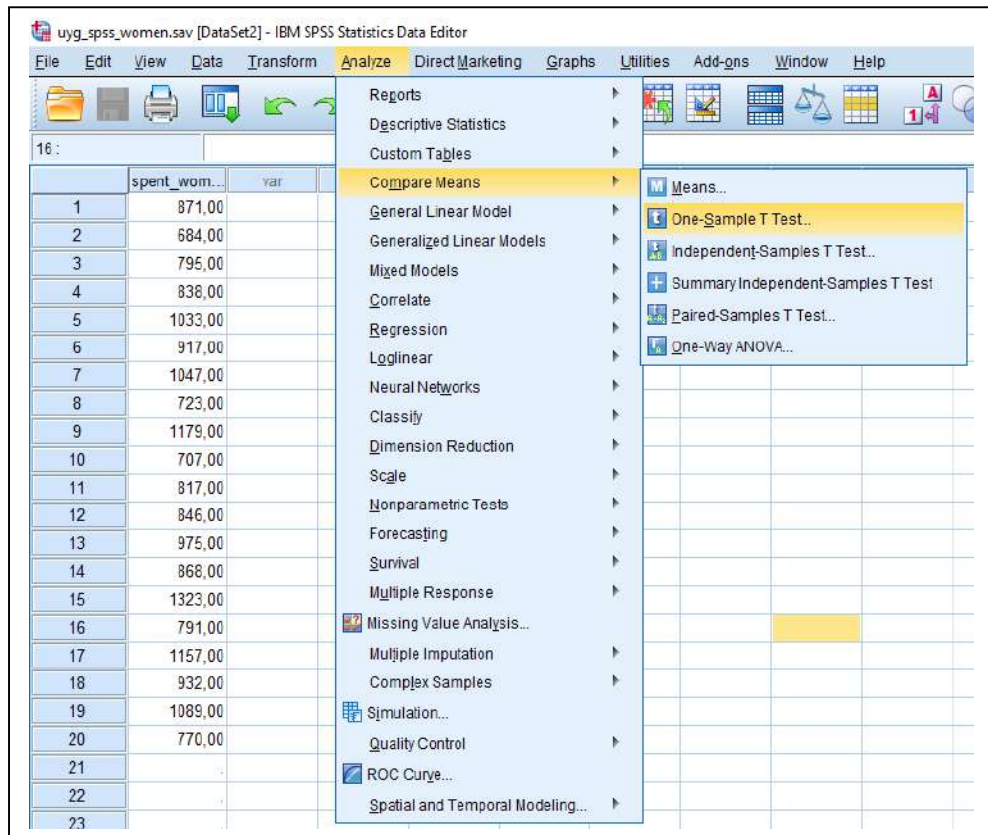 uyg_spss_women.sav [DataSet2] - IBM SPSS Statistics Data Editor
File Edit View Data Transform Analyze Direct Marketing Graphs Utilities Add-ons Window Help
A
1
16 :
spent_wom... var
1 871,00
2 684,00
3 795,00
4 838,00
5 1033,00
6 917,00
7 1047,00
8 723,00
9 1179,00
10 707,00
11 817,00
12 846,00
13 975,00
14 868,00
15 1323,00
16 791,00
17 1157,00
18 932,00
19 1089,00
20 770,00
21 .
22 .
23
Reports
Descriptive Statistics
Custom Tables
Compare Means
General Linear Model
Generalized Linear Models
Mixed Models
Correlate
Regression
Loglinear
Neural Networks
Classify
Dimension Reduction
Scale
Nonparametric Tests
Forecasting
Survival
Multiple Response
Missing Value Analysis...
Multiple Imputation
Complex Samples
Simulation...
Quality Control
ROC Curve...
Spatial and Temporal Modeling...
M Means...
t One-Sample T Test...
Independent-Samples T Test...
Summary Independent-Samples T Test
Paired-Samples T Test...
One-Way ANOVA...